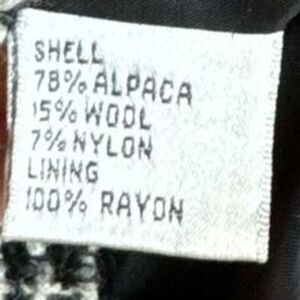 SHELL
78% ALPACA
15% WOOL
7% NYLON
LINING
100% RAYON